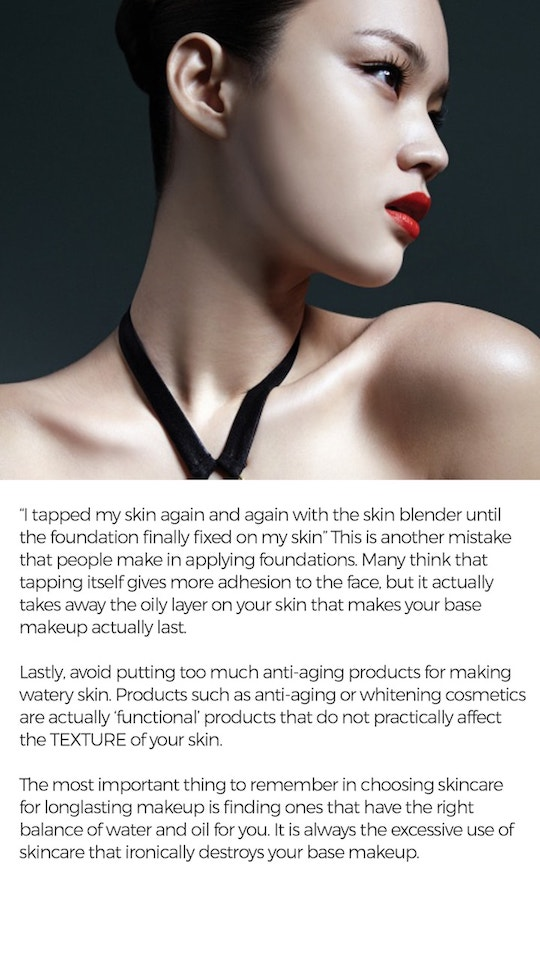 “I tapped my skin again and again with the skin blender until
the foundation finally fixed on my skin” This is another mistake
that people make in applying foundations. Many think that
tapping itself gives more adhesion to the face, but it actually
takes away the oily layer on your skin that makes your base
makeup actually last.
Lastly, avoid putting too much anti-aging products for making
watery skin. Products such as anti-aging or whitening cosmetics
are actually ‘functional’ products that do not practically affect
the TEXTURE of your skin.
The most important thing to remember in choosing skincare
for longlasting makeup is finding ones that have the right
balance of water and oil for you. It is always the excessive use of
skincare that ironically destroys your base makeup.